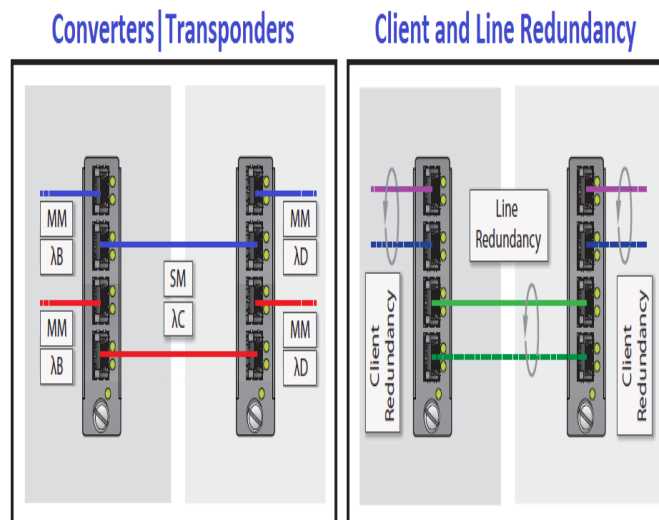 Converters|Transponders
MM
λB
MM
λB
SM
λC
MM
λD
MM
λD
Client and Line Redundancy
Line
Redundancy
Client
Redundancy
Client
Redundancy